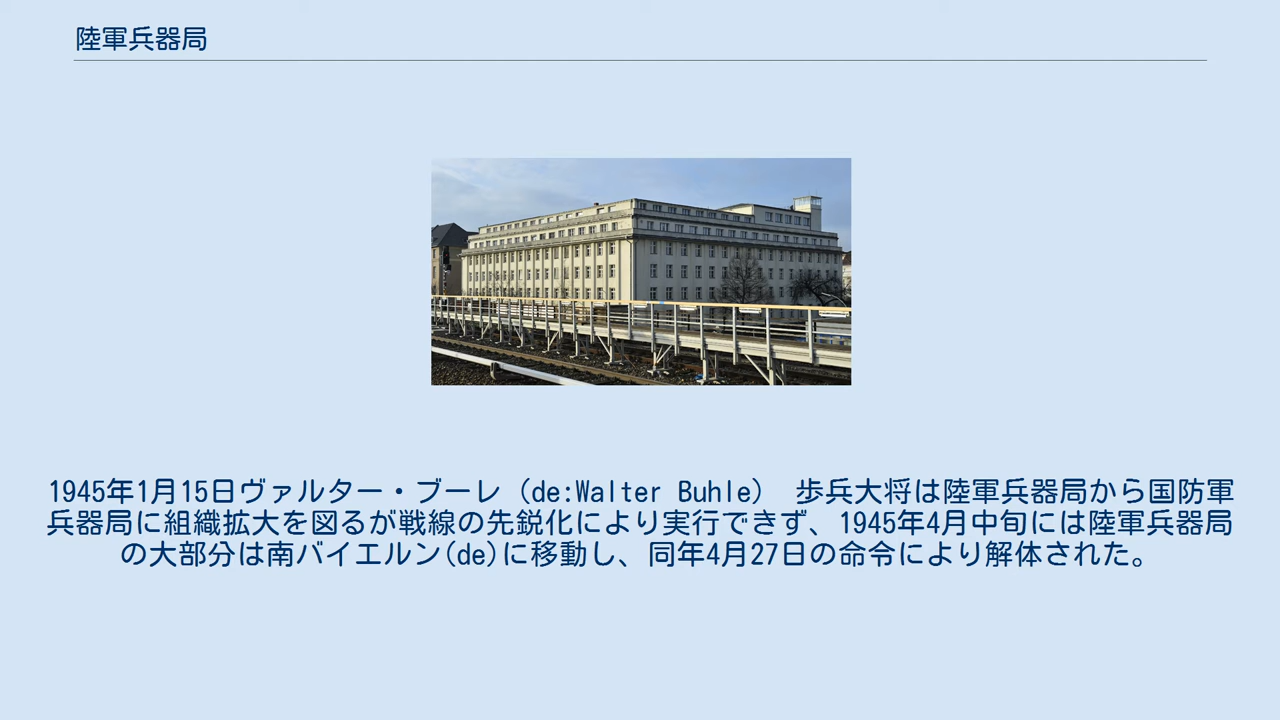 陸軍兵器局
1945年1月15日ヴァルター・ブーレ（de:Walter Buhle） 歩兵大将は陸軍兵器局から国防軍
兵器局に組織拡大を図るが戦線の先鋭化により実行できず、1945年4月中旬には陸軍兵器局
の大部分は南バイエルン(de)に移動し、同年4月27日の命令により解体された。